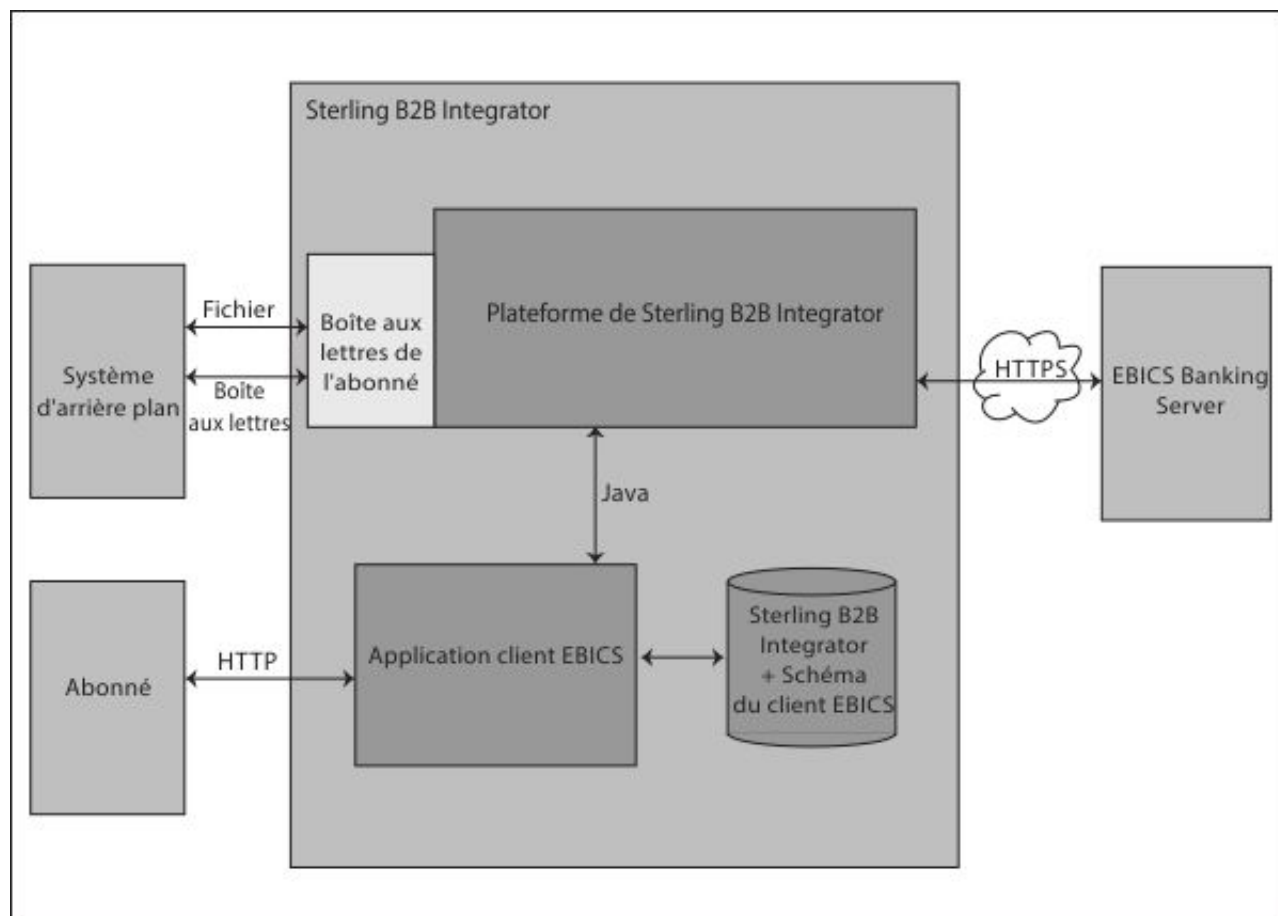 Sterling B2B Integrator
Plateforme de Sterling B2B Integrator
Boîte aux
lettres de
l'abonné
Fichier
Boîte
aux lettres
Système
d'arrière plan
HTTPS
EBICS Banking
Server
Java
Application client EBICS
Sterling B2B
Integrator
+ Schéma
du client EBICS
HTTP
Abonné